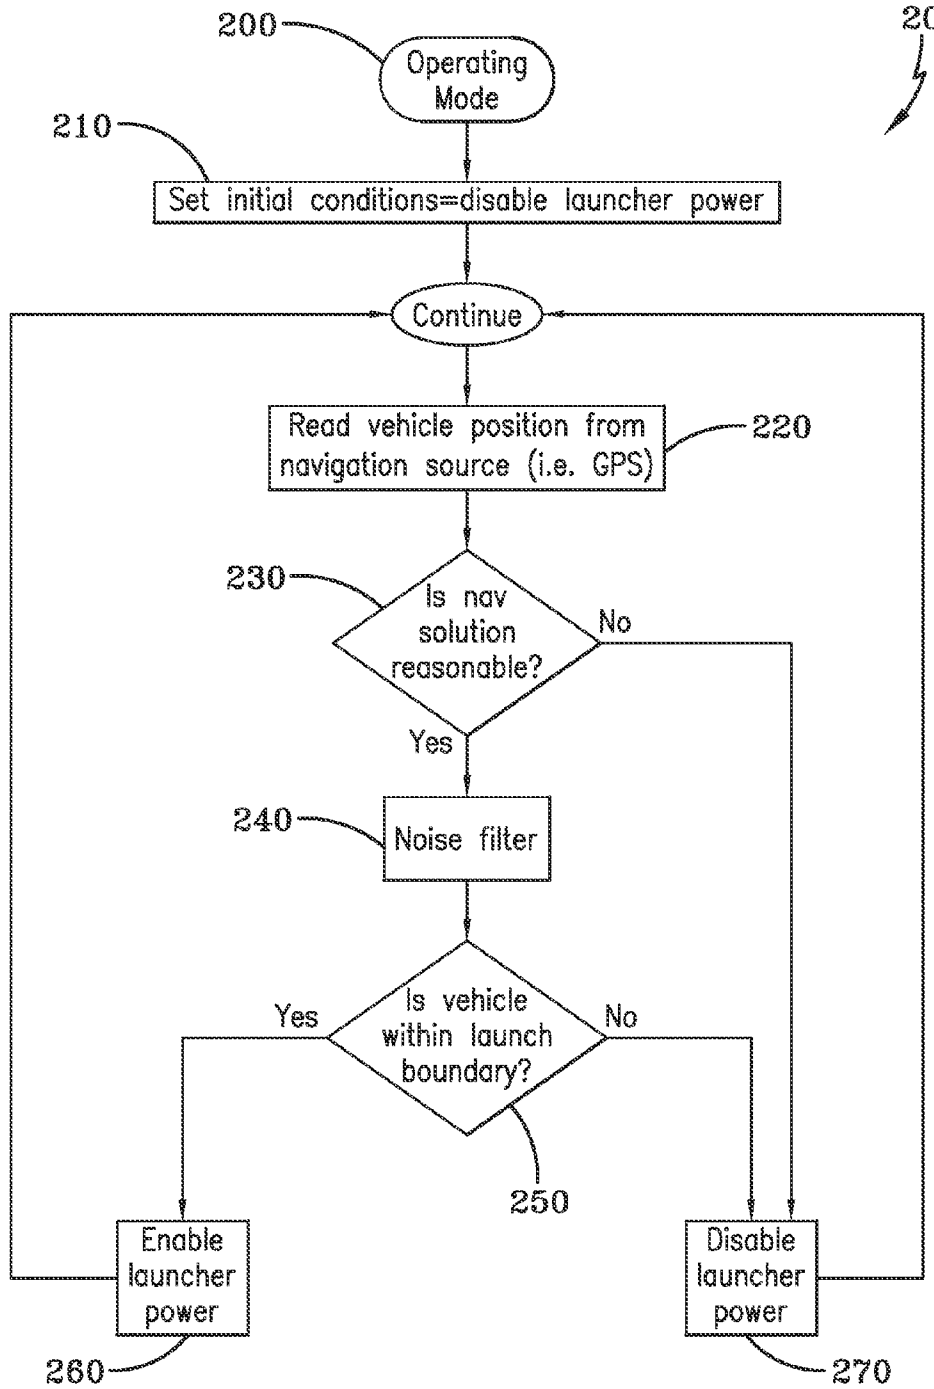 200
20
Operating
Mode
210
Set initial conditions=disable launcher power
Continue
Read vehicle position from
navigation source (i.e. GPS)
220
230
Is nav
solution
reasonable?
No
Yes
240
Noise filter
Yes
Is vehicle
within launch
boundary?
No
250
Enable
launcher
power
Disable
launcher
power
260
270